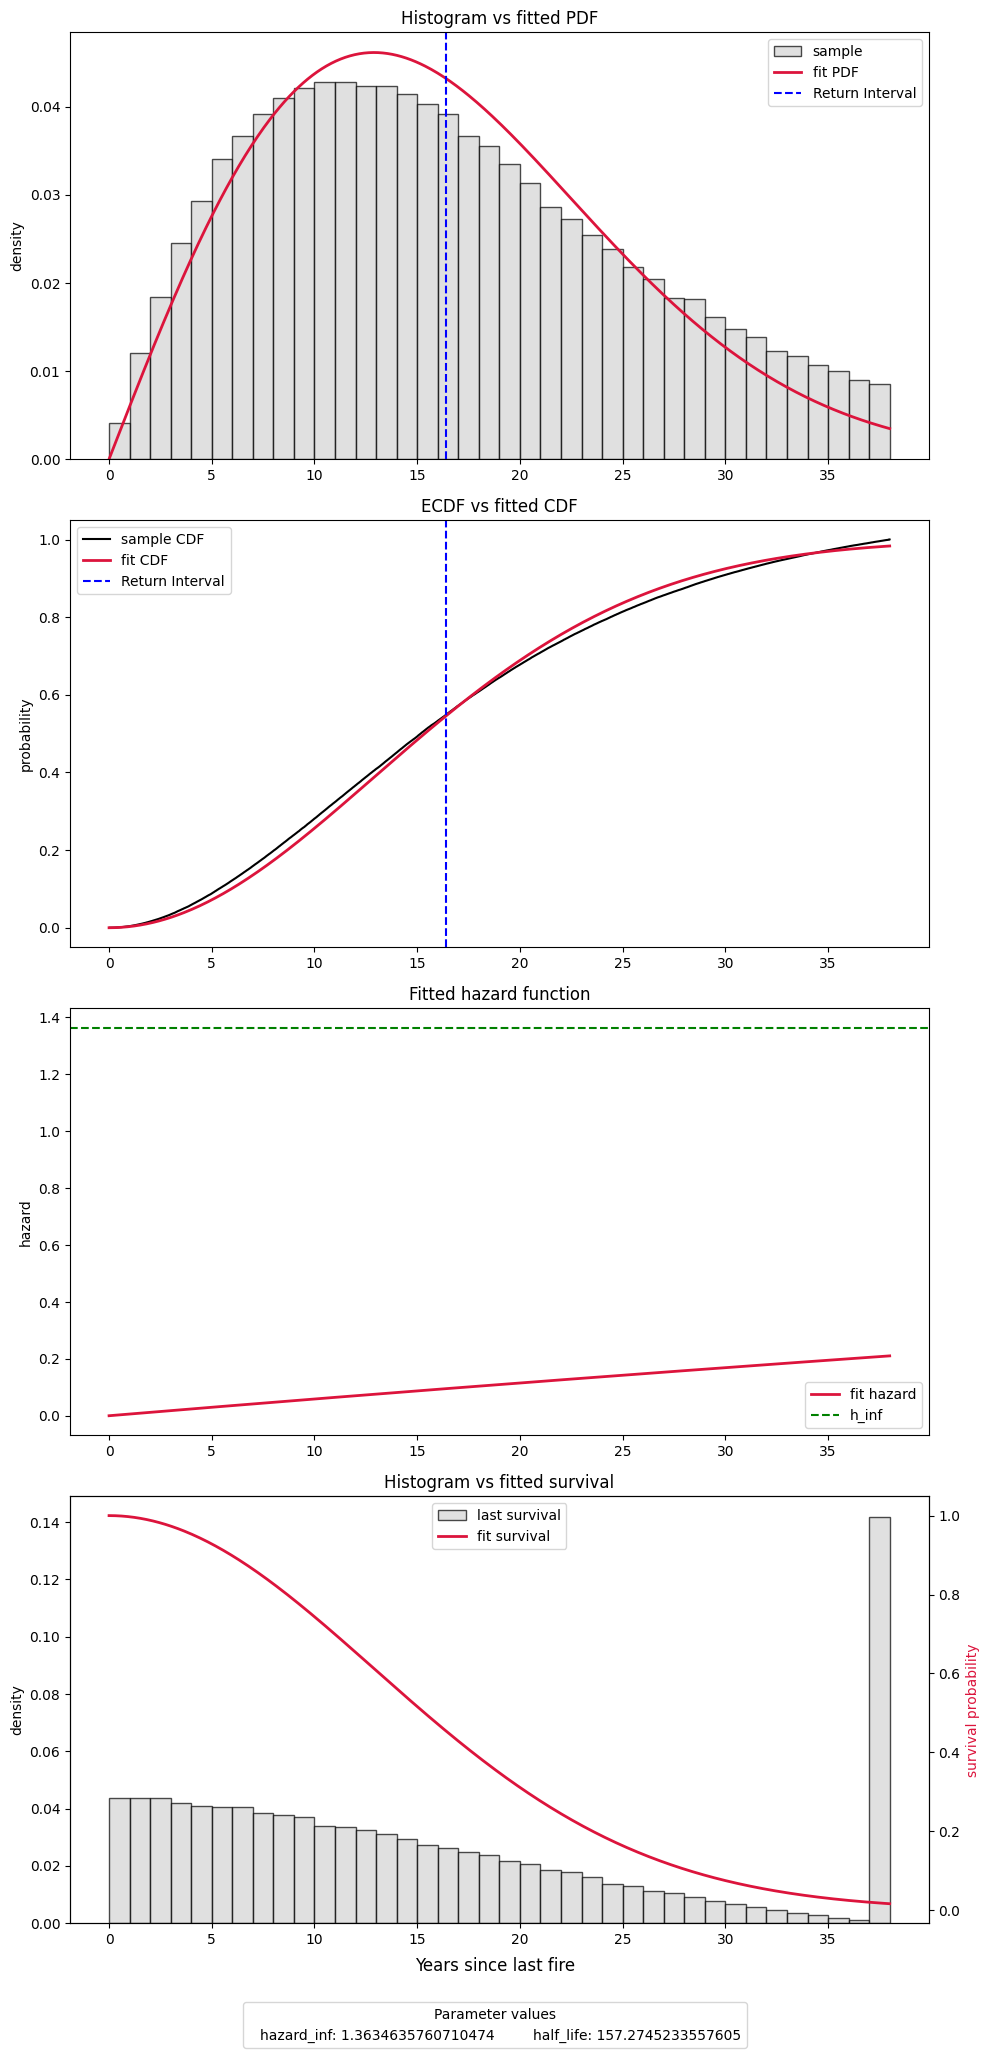 Histogram vs fitted PDF
sample
fit PDF
Return Interval
density
0.04
0.03
0.02
0.01
0.00
0 5 10 15 20 25 30 35
ECDF vs fitted CDF
sample CDF
fit CDF
Return Interval
probability
1.0
0.8
0.6
0.4
0.2
0.0
0 5 10 15 20 25 30 35
Fitted hazard function
hazard
1.4
1.2
1.0
0.8
0.6
0.4
0.2
0.0
fit hazard
h_inf
0 5 10 15 20 25 30 35
Histogram vs fitted survival
last survival
fit survival
density
0.14
0.12
0.10
0.08
0.06
0.04
0.02
0.00
1.0
0.8
0.6
0.4
0.2
0.0
survival probability
0 5 10 15 20 25 30 35
Years since last fire
Parameter values
hazard_inf: 1.3634635760710474 half_life: 157.2745233557605